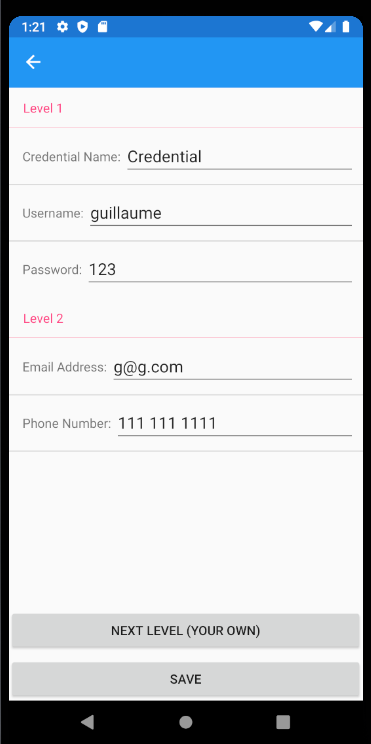 1:21
Level 1
Credential Name: Credential
Username: guillaume
Password: 123
Level 2
Email Address: g@g.com
Phone Number: 111 111 1111
NEXT LEVEL (YOUR OWN)
SAVE